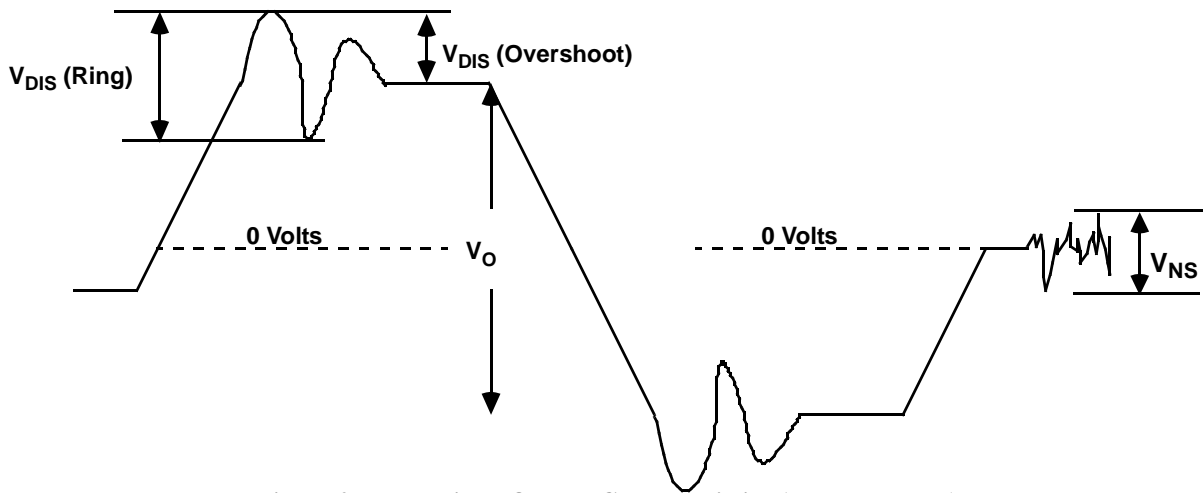 V_DIS (Ring)
V_DIS (Overshoot)
0 Volts
V_O
0 Volts
V_NS